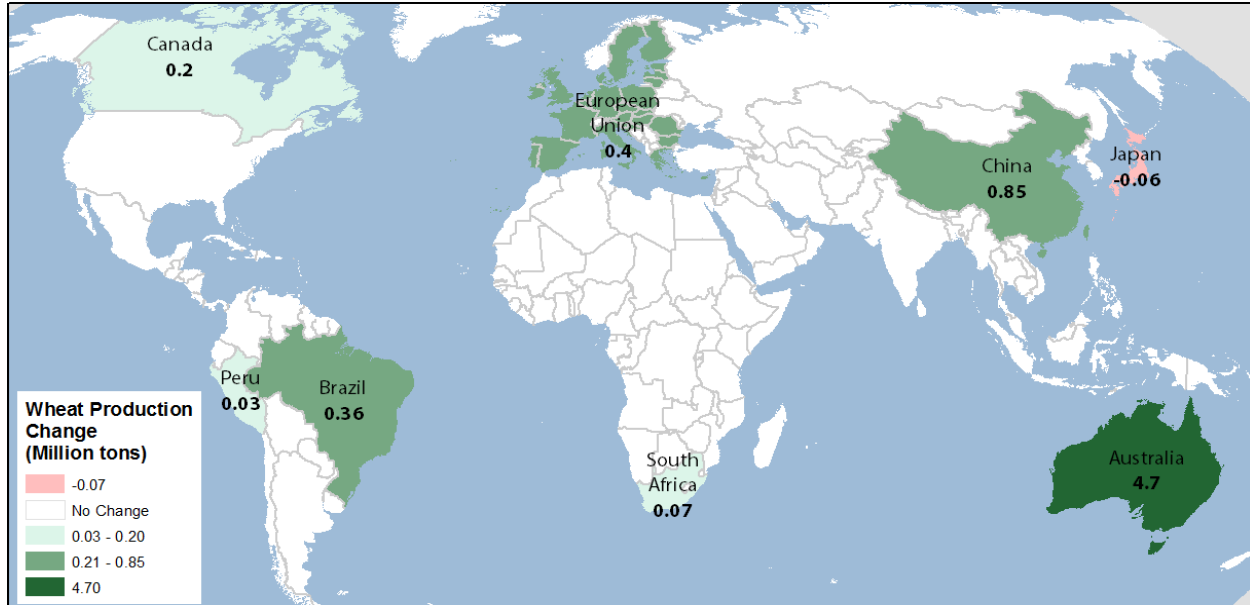 Canada
0.2
European
Union
0.4
China
0.85
Japan
-0.06
Peru
0.03
Brazil
0.36
South
Africa
0.07
Australia
4.7
Wheat Production
Change
(Million tons)
-0.07
No Change
0.03 - 0.20
0.21 - 0.85
4.70